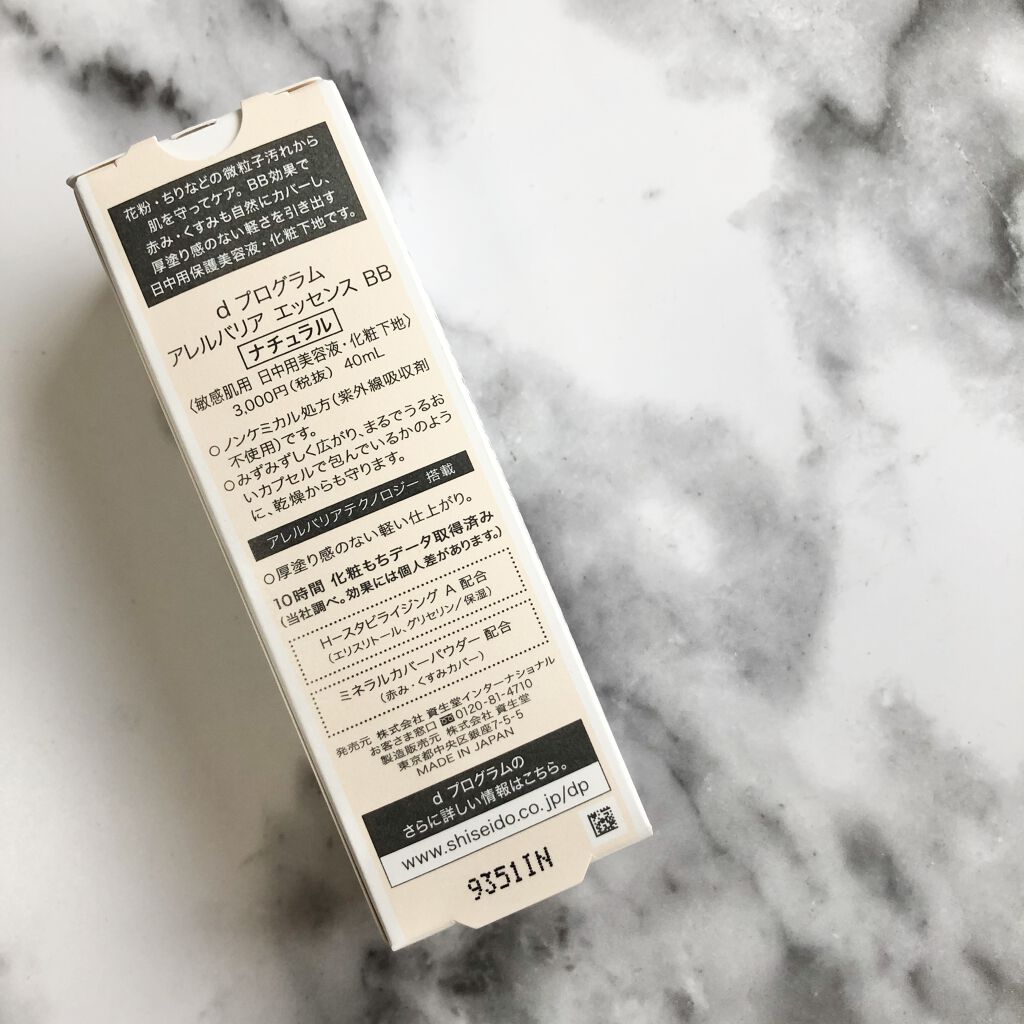 花粉・ちりなどの微粒子汚れから
肌を守ってケア。BB効果で
赤み・くすみも自然にカバーし、
厚塗り感のない軽さを引き出す
日中用保護美容液・化粧下地です。
d プログラム
アレルバリア エッセンス BB
ナチュラル
〈敏感肌用 日中用美容液・化粧下地〉
3,000円(税抜) 40mL
○ノンケミカル処方(紫外線吸収剤
不使用)です。
○みずみずしく広がり、まるでうるお
いカプセルで包んでいるかのよう
に、乾燥からも守ります。
アレルバリアテクノロジー 搭載
○厚塗り感のない軽い仕上がり。
10時間 化粧もちデータ取得済み
(当社調べ。効果には個人差があります。)
H-スタビライジング A 配合
(エリスリトール、グリセリン/保湿)
ミネラルカバーパウダー 配合
(赤み・くすみカバー)
発売元 株式会社 資生堂インターナショナル
お客さま窓口 0120-81-4710
製造販売元 株式会社 資生堂
東京都中央区銀座7-5-5
MADE IN JAPAN
d プログラムの
さらに詳しい情報はこちら。
www.shiseido.co.jp/dp
9351IN